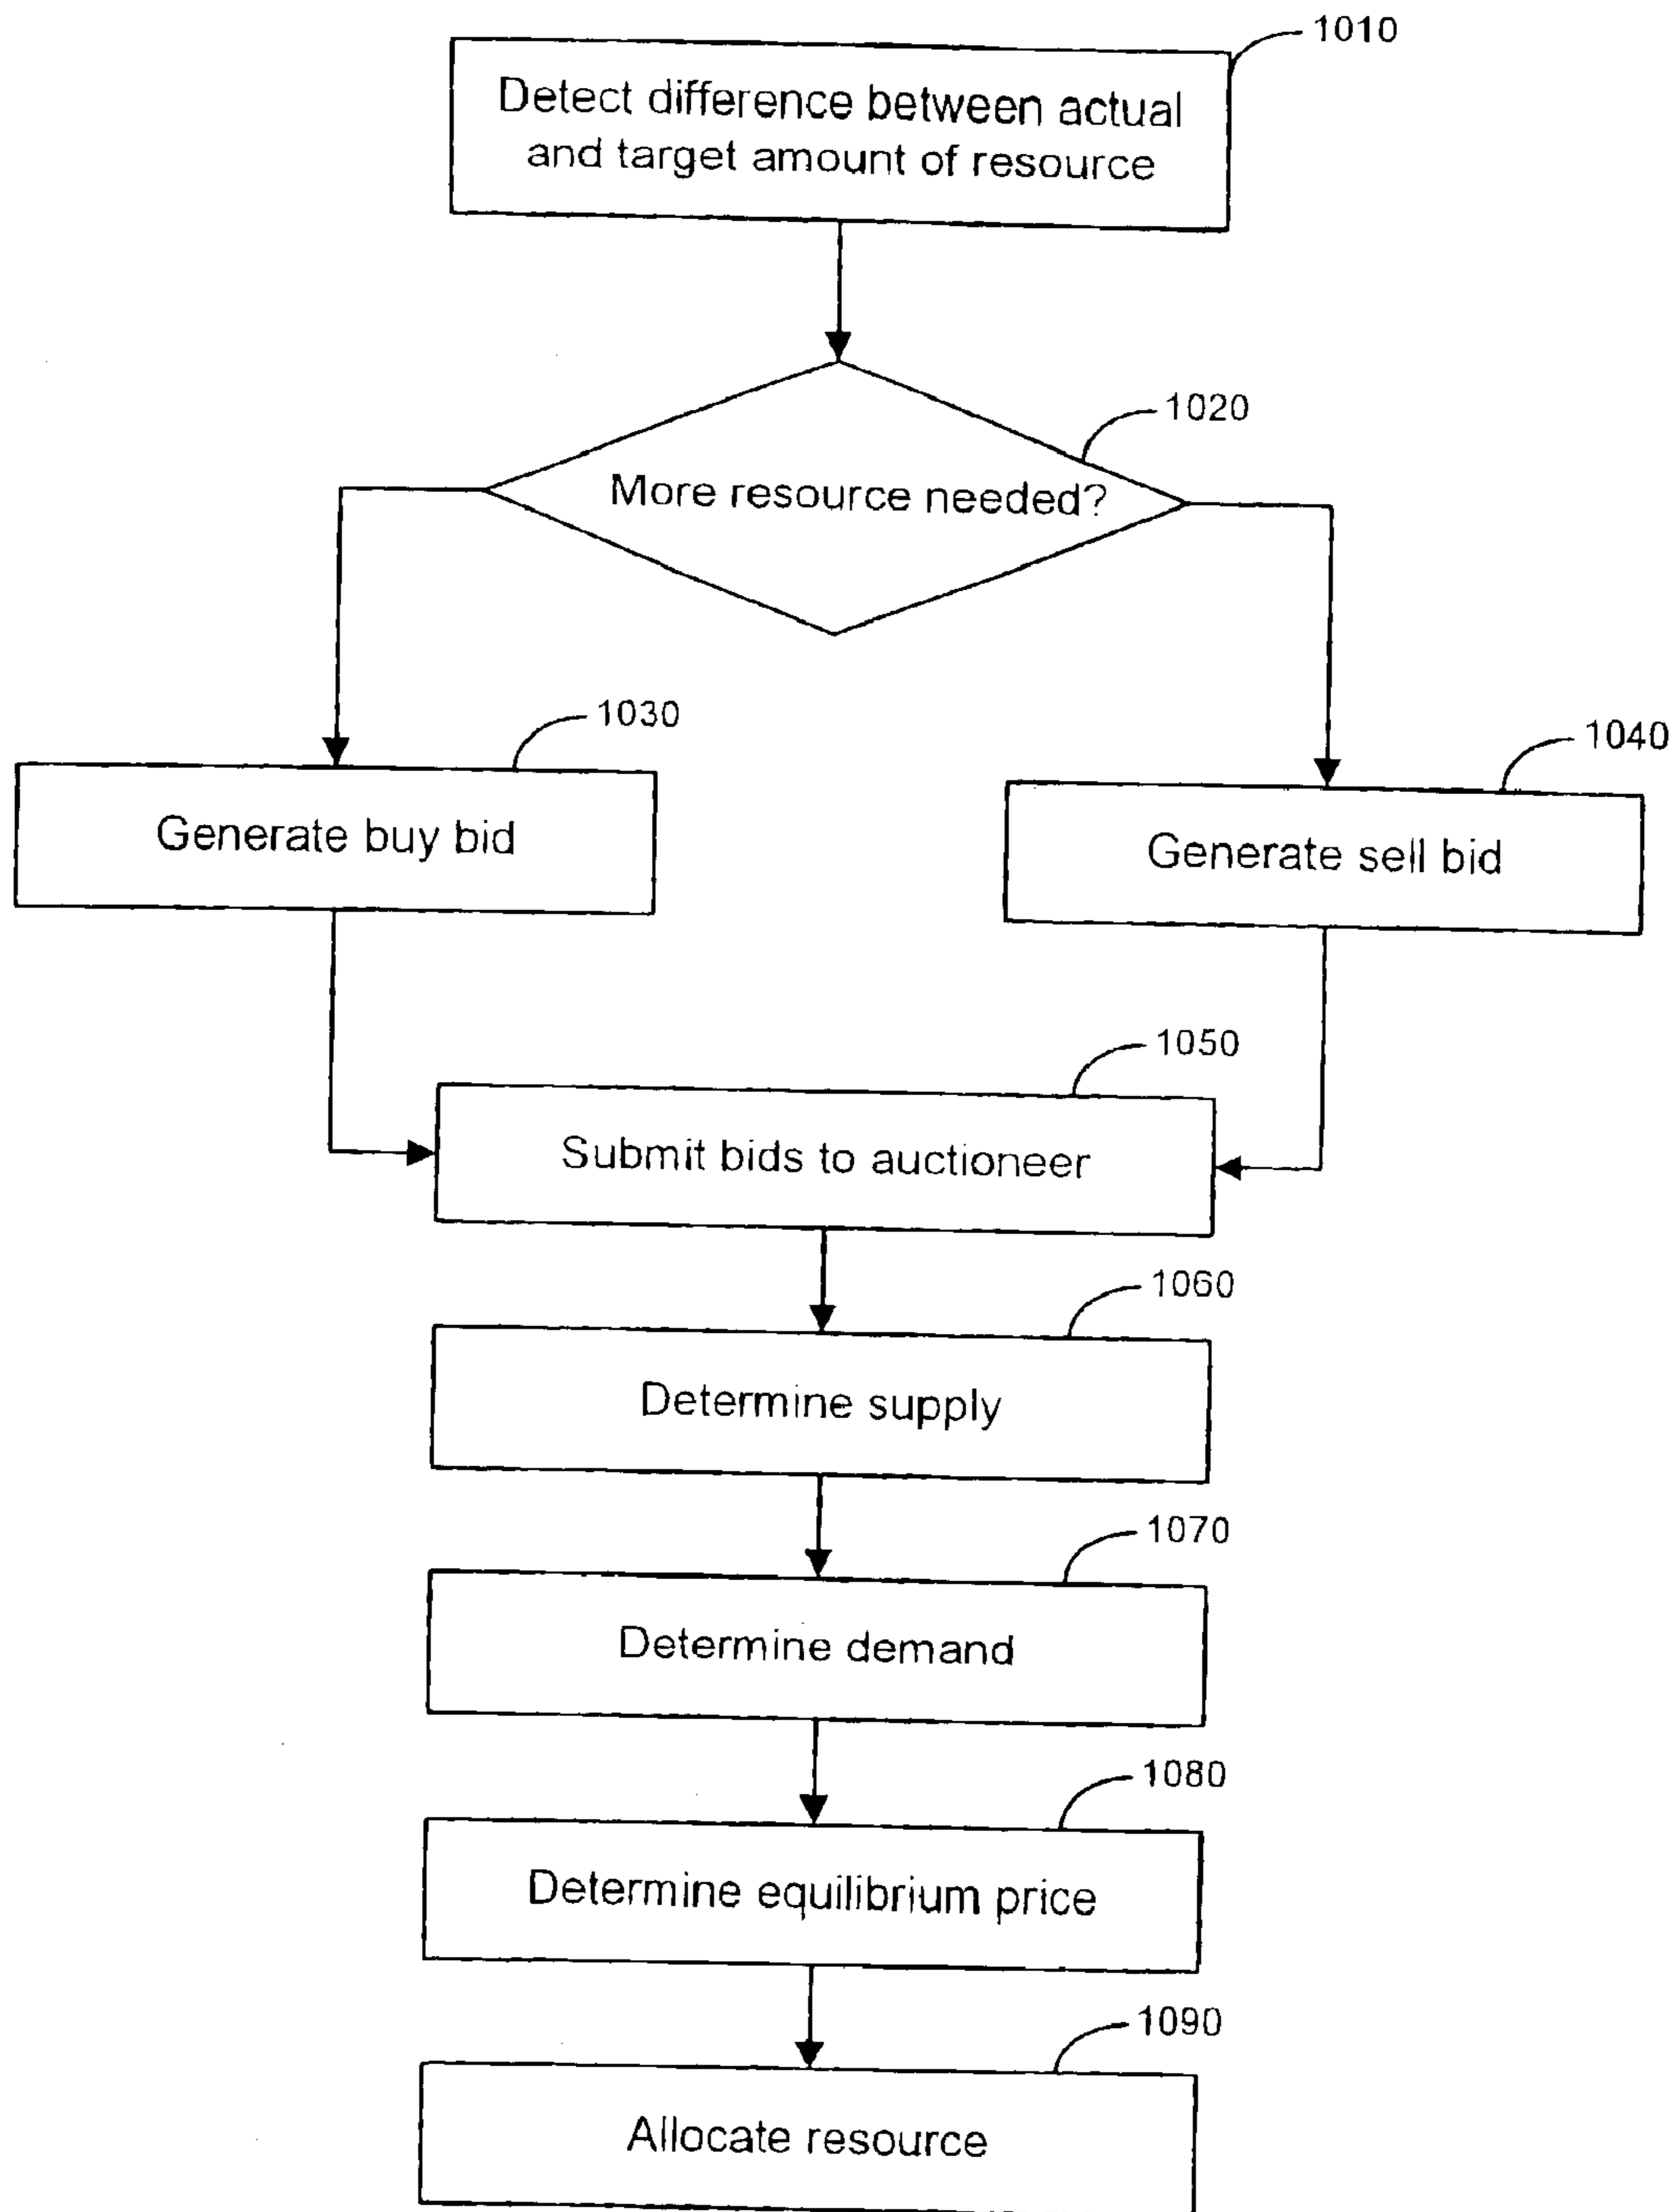 1010
Detect difference between actual
and target amount of resource
1020
More resource needed?
1030
Generate buy bid
1040
Generate sell bid
1050
Submit bids to auctioneer
1060
Determine supply
1070
Determine demand
1080
Determine equilibrium price
1090
Allocate resource